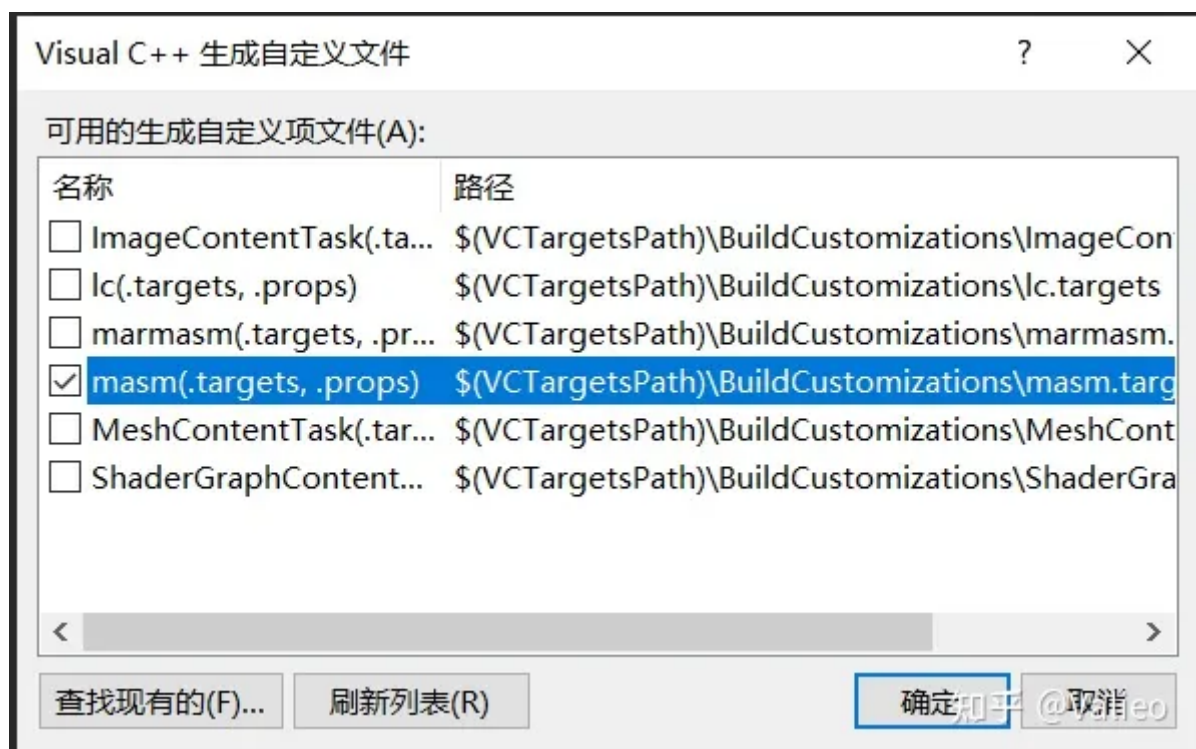 Visual C++ 生成自定义文件 ?
可用的生成自定义项文件(A):
名称 路径
ImageContentTask(.ta... $(VCTargetsPath)\BuildCustomizations\ImageCon
lc(.targets, .props) $(VCTargetsPath)\BuildCustomizations\lc.targets
marmasm(.targets, .pr... $(VCTargetsPath)\BuildCustomizations\marmasm.
masm(.targets, .props) $(VCTargetsPath)\BuildCustomizations\masm.targ
MeshContentTask(.tar... $(VCTargetsPath)\BuildCustomizations\MeshCont
ShaderGraphContent... $(VCTargetsPath)\BuildCustomizations\ShaderGra
查找现有的(F)... 刷新列表(R) 确定 取消
知乎